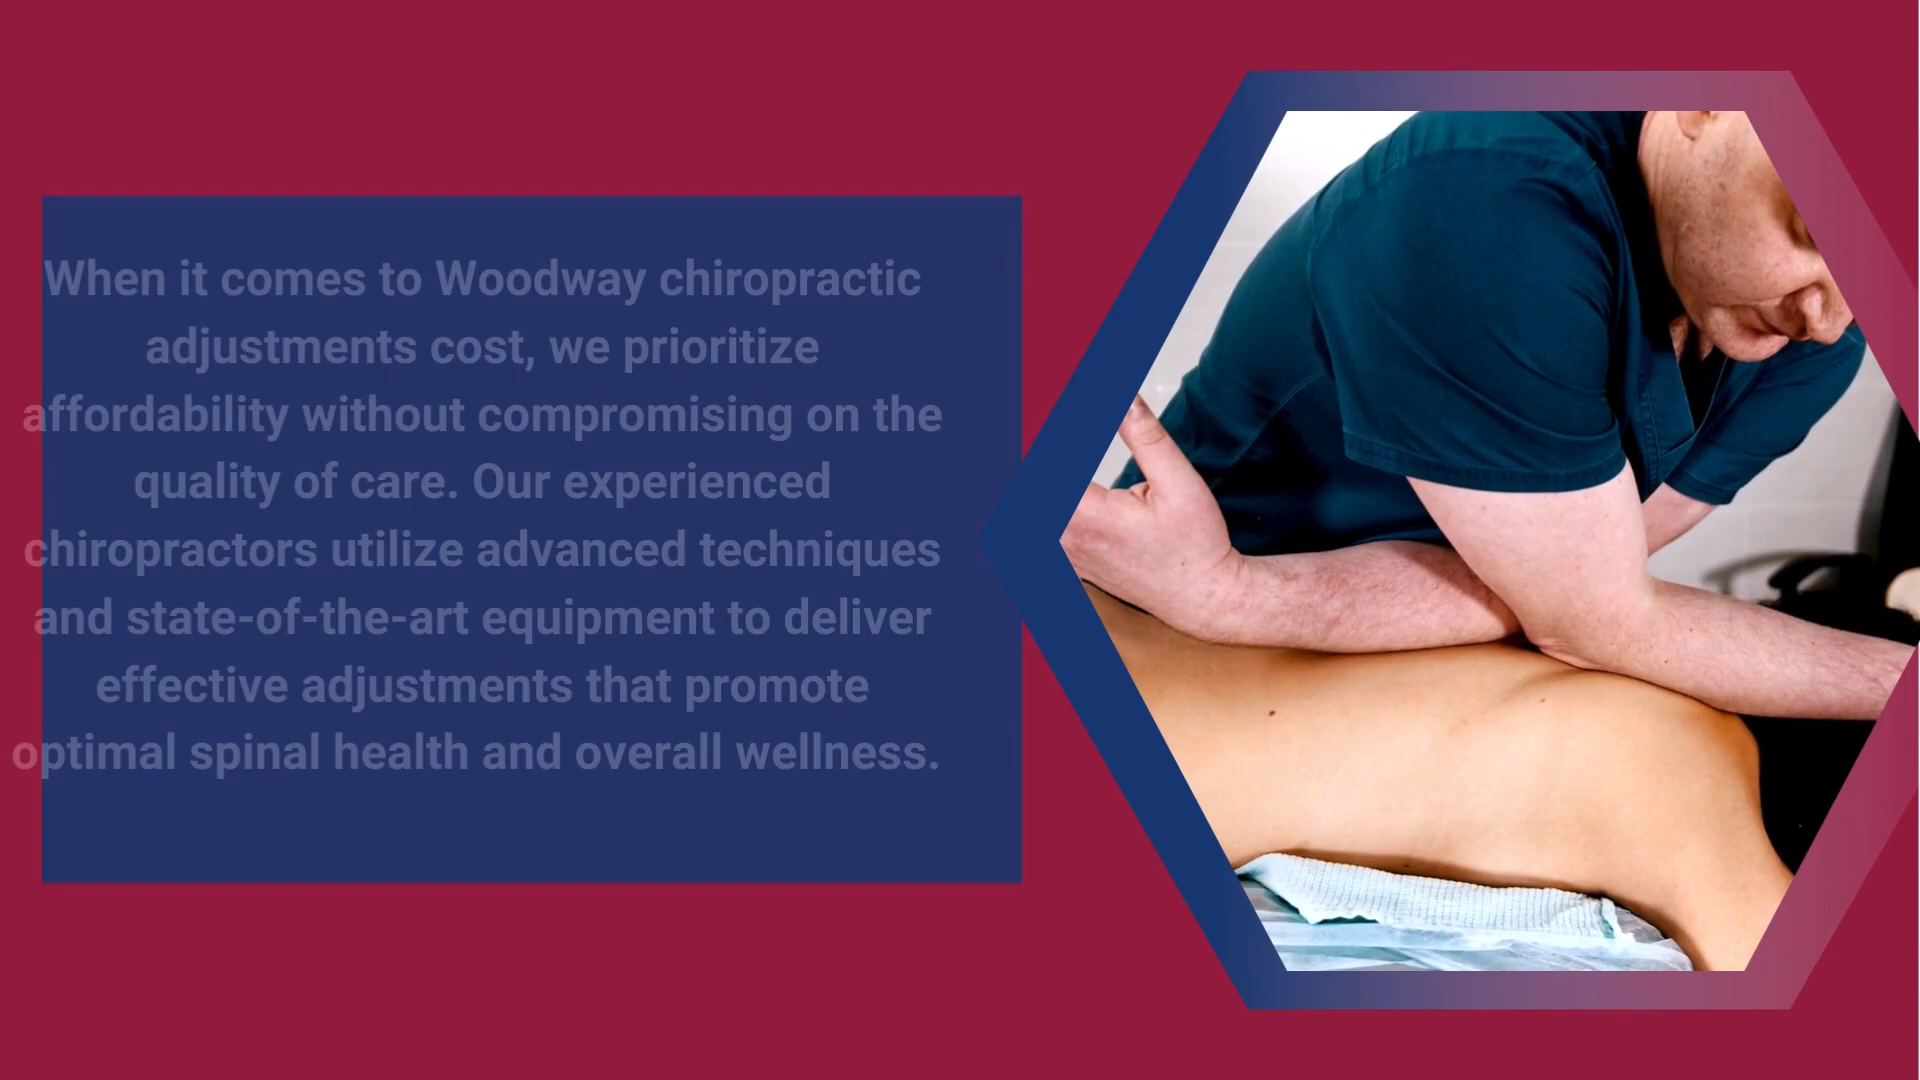 When it comes to Woodway chiropractic
adjustments cost, we prioritize
affordability without compromising on the
quality of care. Our experienced
chiropractors utilize advanced techniques
and state-of-the-art equipment to deliver
effective adjustments that promote
optimal spinal health and overall wellness.